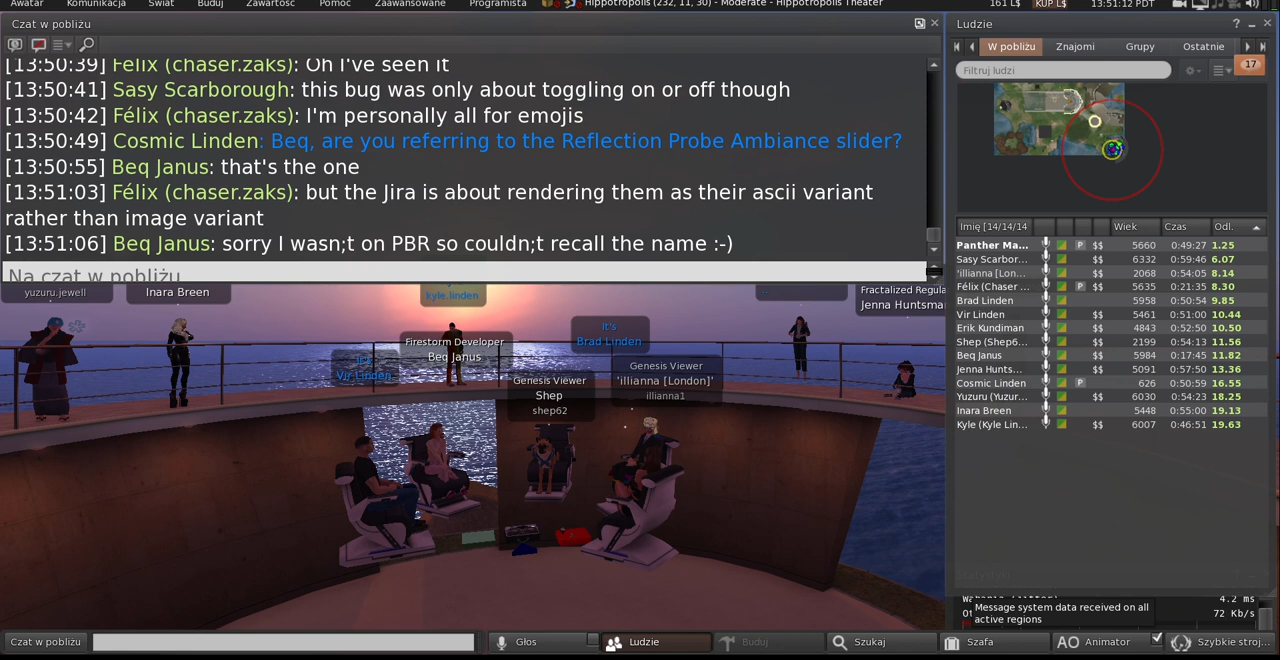 Awatar Komunikacja Świat Buduj Zawartość Pomoc Zaawansowane Programista Hippotropolis (232, 11, 30) - Moderate - Hippotropolis Theater 161 L$ KUP L$ 13:51:12 PDT
Czat w pobliżu
[13:50:39] Félix (chaser.zaks): Oh I've seen it
[13:50:41] Sasy Scarborough: this bug was only about toggling on or off though
[13:50:42] Félix (chaser.zaks): I'm personally all for emojis
[13:50:49] Cosmic Linden: Beq, are you referring to the Reflection Probe Ambiance slider?
[13:50:55] Beq Janus: that's the one
[13:51:03] Félix (chaser.zaks): but the Jira is about rendering them as their ascii variant
rather than image variant
[13:51:06] Beq Janus: sorry I wasn;t on PBR so couldn;t recall the name :-)
Na czat w pobliżu
yuzuru.jewell
Inara Breen
kyle.linden
Fractalized Regula
Jenna Huntsma
It's
Vir Linden
Firestorm Developer
Beq Janus
It's
Brad Linden
Genesis Viewer
Shep
shep62
Genesis Viewer
'illianna [London]'
illianna1
Ludzie
W pobliżu Znajomi Grupy Ostatnie
Filtruj ludzi
17
Imię [14/14/14 Wiek Czas Odl.
Panther Ma... P $$ 5660 0:49:27 1.25
Sasy Scarbor... $$ 6332 0:59:46 6.07
'illianna [Lon... $$ 2068 0:54:05 8.14
Félix (Chaser ... P $$ 5635 0:21:35 8.30
Brad Linden 5958 0:50:54 9.85
Vir Linden $$ 5461 0:51:00 10.44
Erik Kundiman $$ 4843 0:52:50 10.50
Shep (Shep6... $$ 2199 0:54:13 11.56
Beq Janus $$ 5984 0:17:45 11.82
Jenna Hunts... $$ 5091 0:57:50 13.36
Cosmic Linden P 626 0:50:59 16.55
Yuzuru (Yuzur... $$ 6030 0:54:23 18.25
Inara Breen 5448 0:55:00 19.13
Kyle (Kyle Lin... $$ 6007 0:46:51 19.63
4.2 ms
72 Kb/s
Message system data received on all
active regions
Czat w pobliżu Głos Ludzie Buduj Szukaj Szafa AO Animator Szybkie stroj...